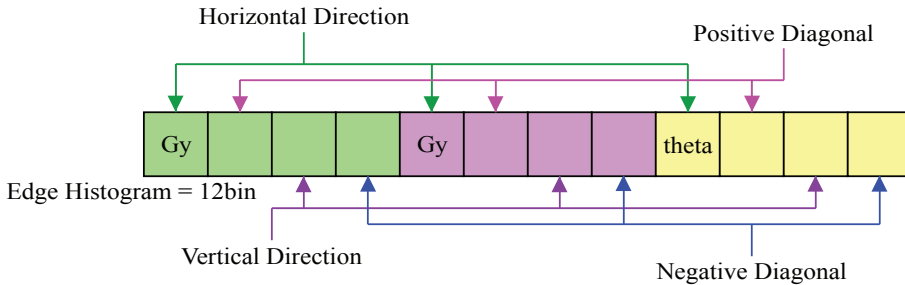 Horizontal Direction
Positive Diagonal
Gy
Gy
theta
Edge Histogram = 12bin
Vertical Direction
Negative Diagonal